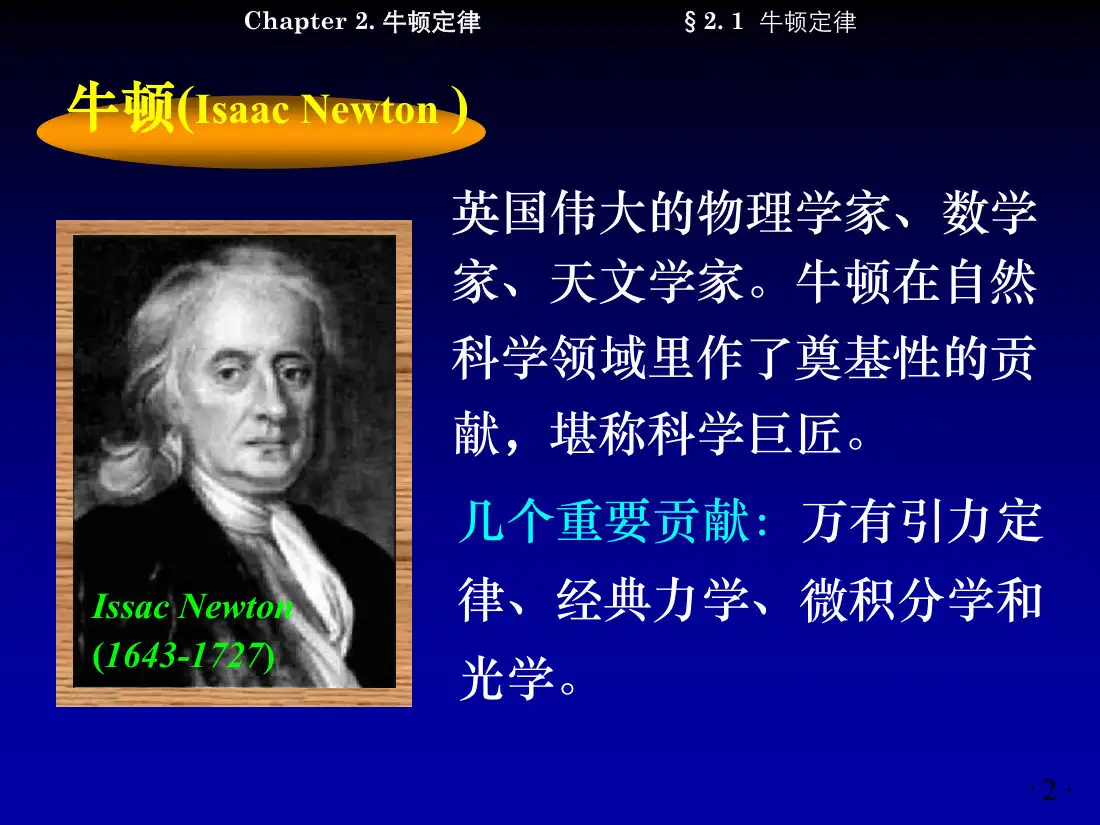 Chapter 2. 牛顿定律 §2. 1 牛顿定律
牛顿(Isaac Newton )
英国伟大的物理学家、数学
家、天文学家。牛顿在自然
科学领域里作了奠基性的贡
献，堪称科学巨匠。
几个重要贡献：万有引力定
律、经典力学、微积分学和
光学。
Issac Newton
(1643-1727)
·2·